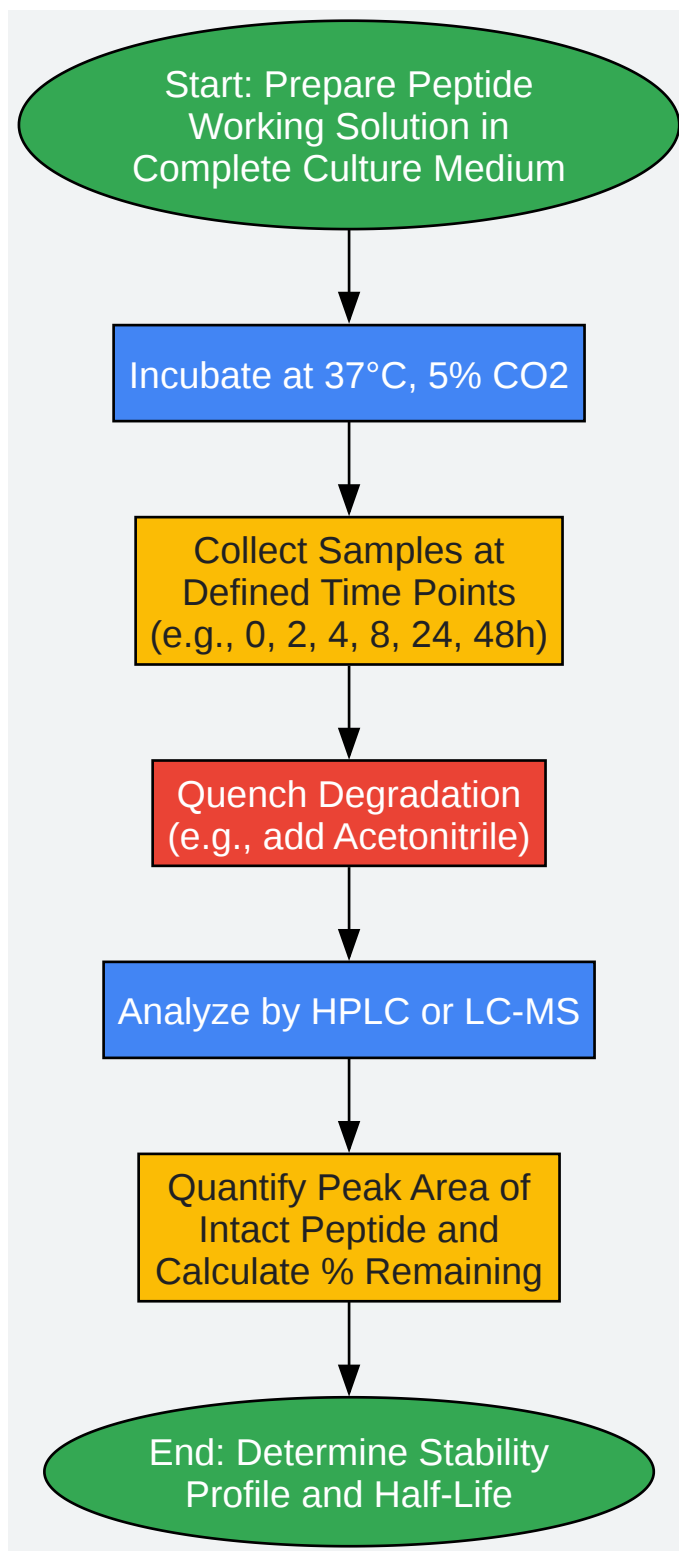 Start: Prepare Peptide
Working Solution in
Complete Culture Medium
Incubate at 37°C, 5% CO2
Collect Samples at
Defined Time Points
(e.g., 0, 2, 4, 8, 24, 48h)
Quench Degradation
(e.g., add Acetonitrile)
Analyze by HPLC or LC-MS
Quantify Peak Area of
Intact Peptide and
Calculate % Remaining
End: Determine Stability
Profile and Half-Life